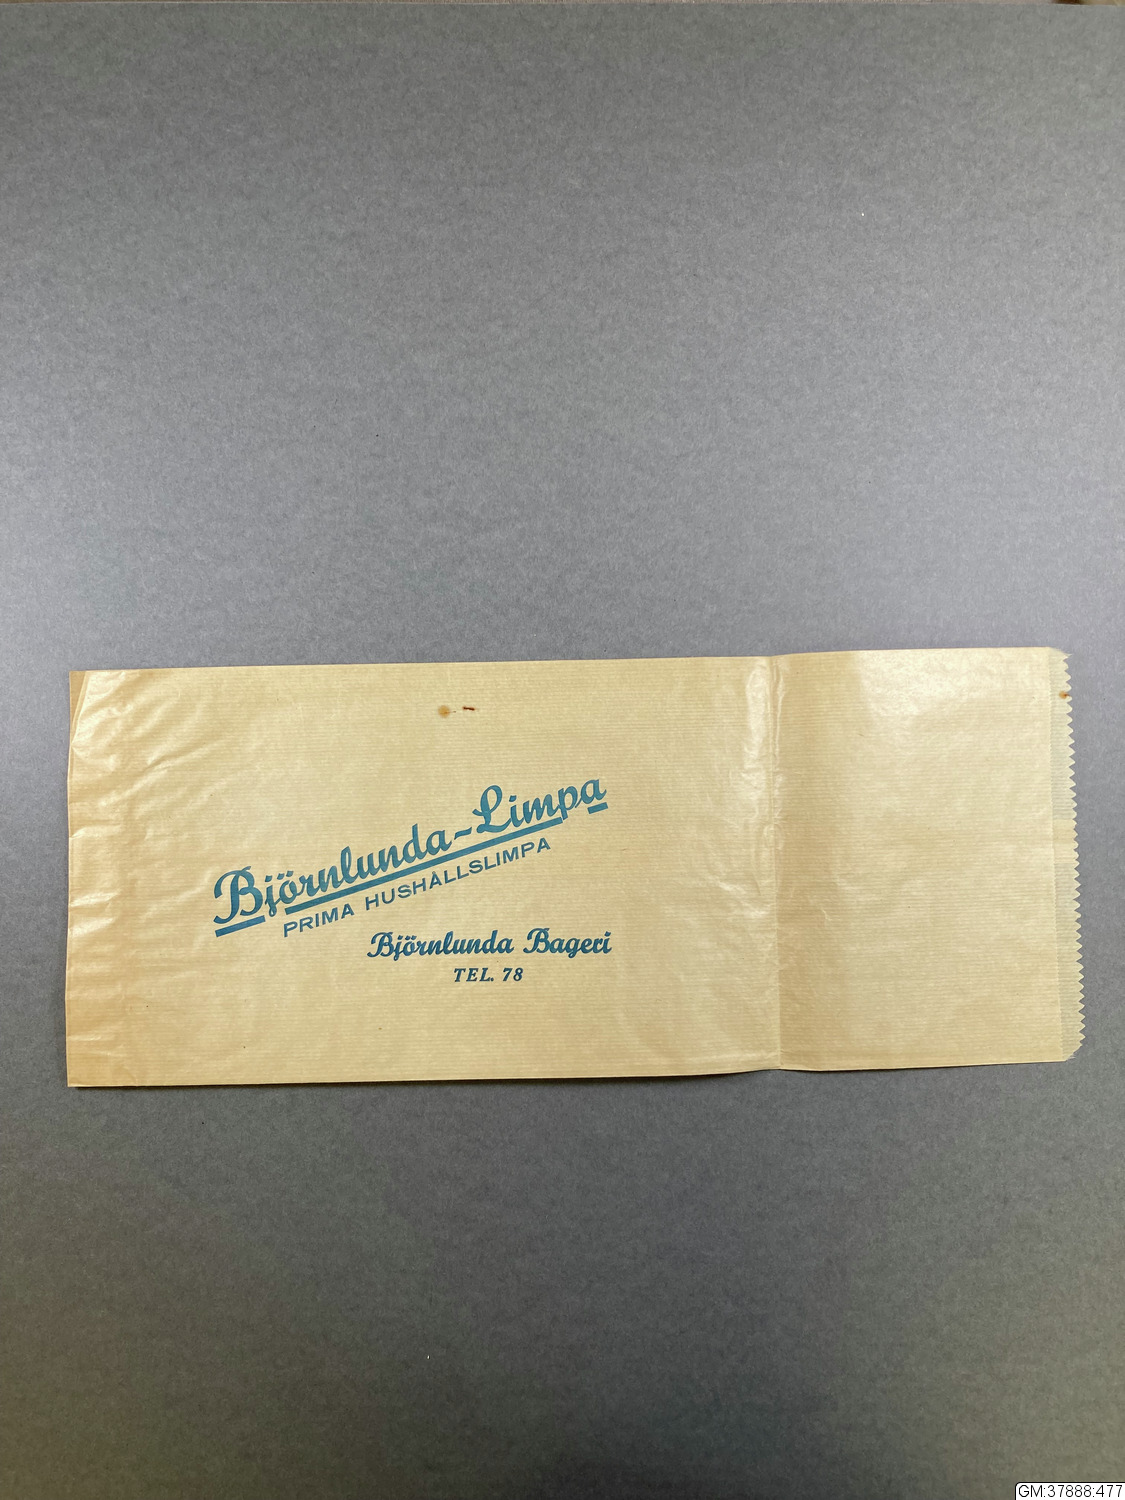 Björnlunda-Limpa
PRIMA HUSHÅLLSLIMPA
Björnlunda Bageri
TEL. 78
GM:37888:477